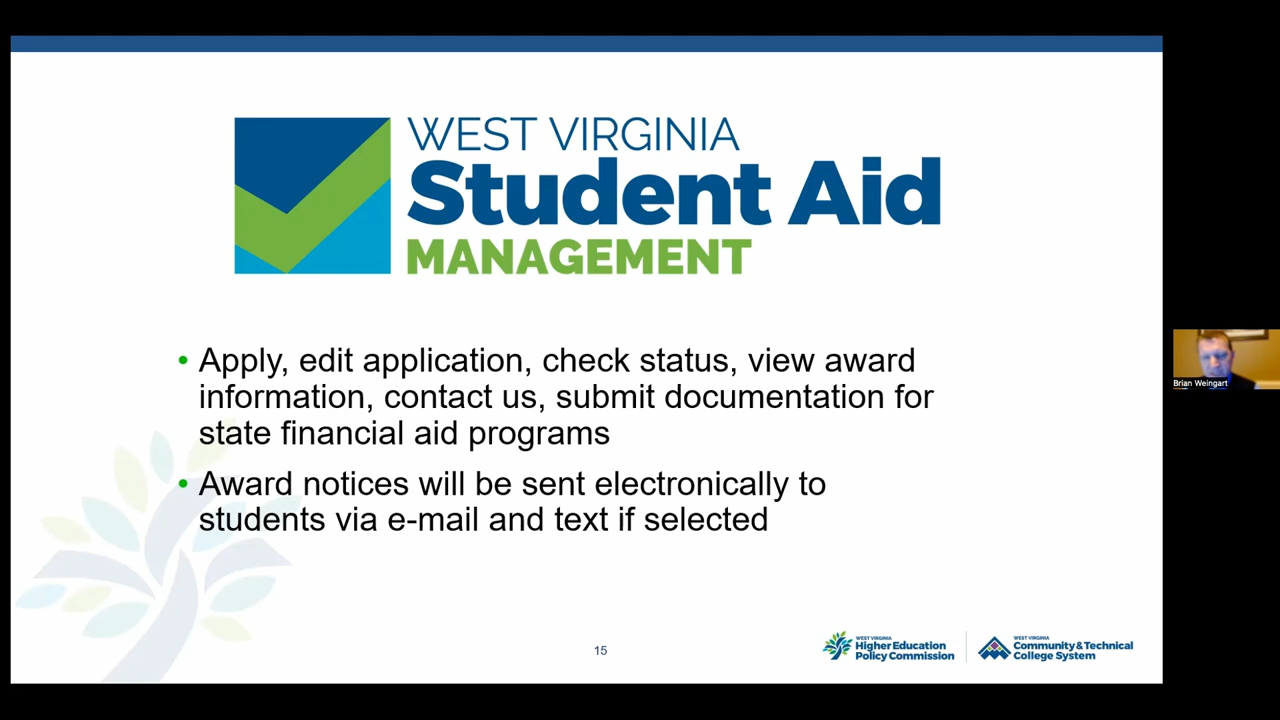 WEST VIRGINIA
Student Aid
MANAGEMENT
• Apply, edit application, check status, view award
information, contact us, submit documentation for
state financial aid programs
• Award notices will be sent electronically to
students via e-mail and text if selected
15
WEST VIRGINIA
Higher Education
Policy Commission
WEST VIRGINIA
Community & Technical
College System
Brian Weingart